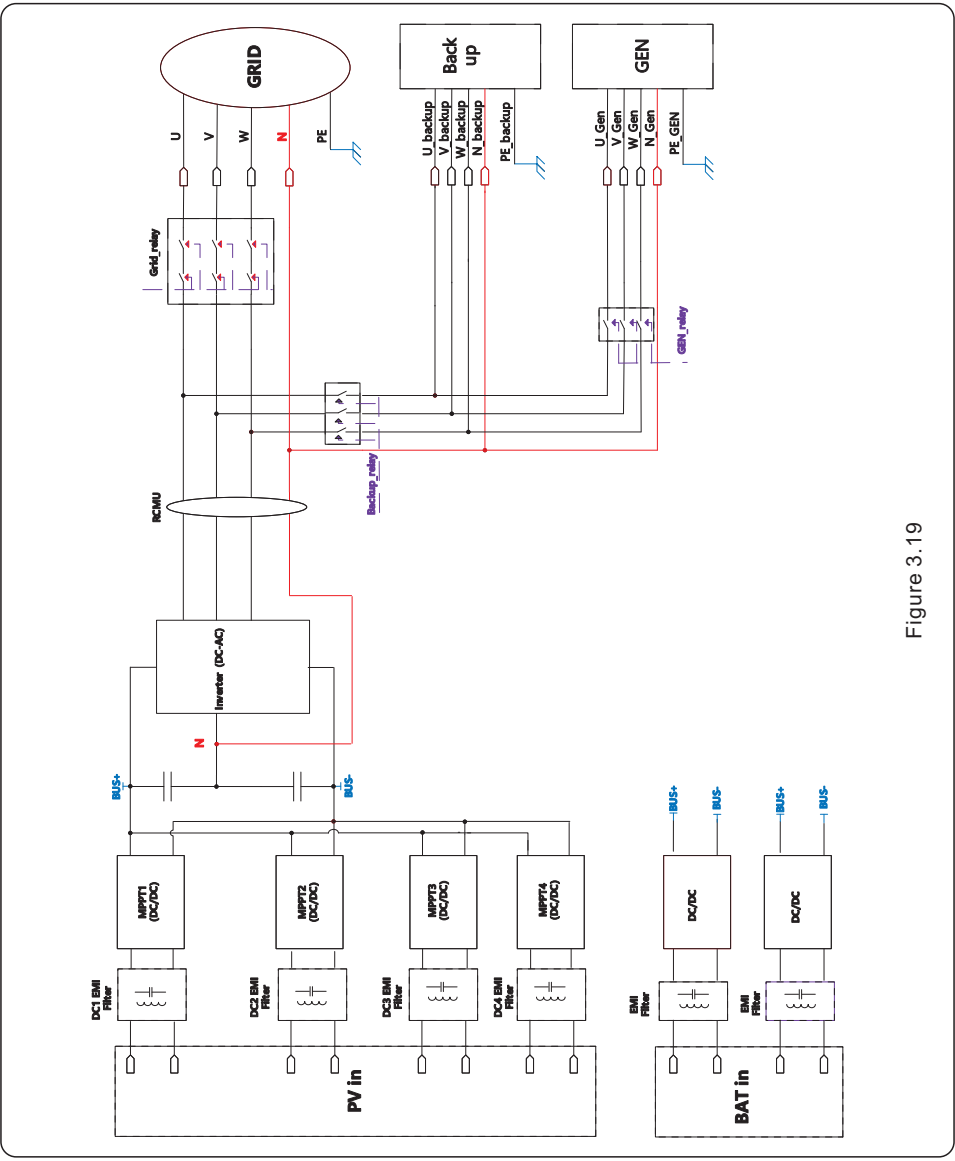 GRID
Back
up
GEN
U
V
W
N
PE
U_backup
V_backup
W_backup
N_backup
PE_backup
U_Gen
V_Gen
W_Gen
N_Gen
PE_GEN
Grid_relay
GEN_relay
Backup_relay
RCMU
Inverter (DC-AC)
N
BUS+
BUS-
BUS+
BUS-
BUS+
BUS-
MPPT1
(DC/DC)
MPPT2
(DC/DC)
MPPT3
(DC/DC)
MPPT4
(DC/DC)
DC/DC
DC/DC
DC1 EMI
Filter
DC2 EMI
Filter
DC3 EMI
Filter
DC4 EMI
Filter
EMI
Filter
EMI
Filter
PV in
BAT in
Figure 3.19